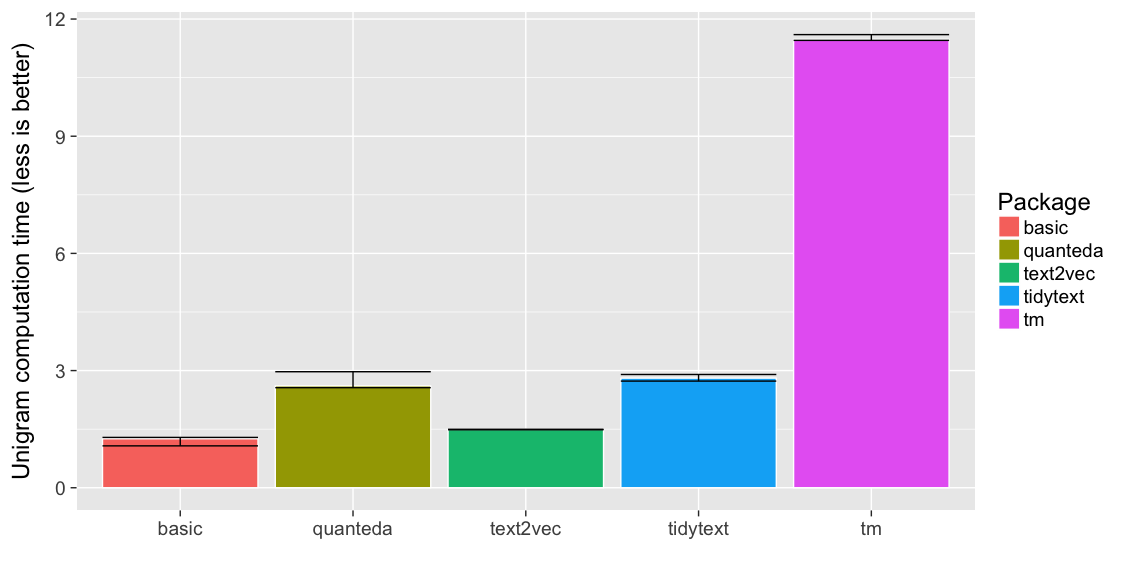 Unigram computation time (less is better)
12
9
6
3
0
basic
quanteda
text2vec
tidytext
tm
Package
basic
quanteda
text2vec
tidytext
tm